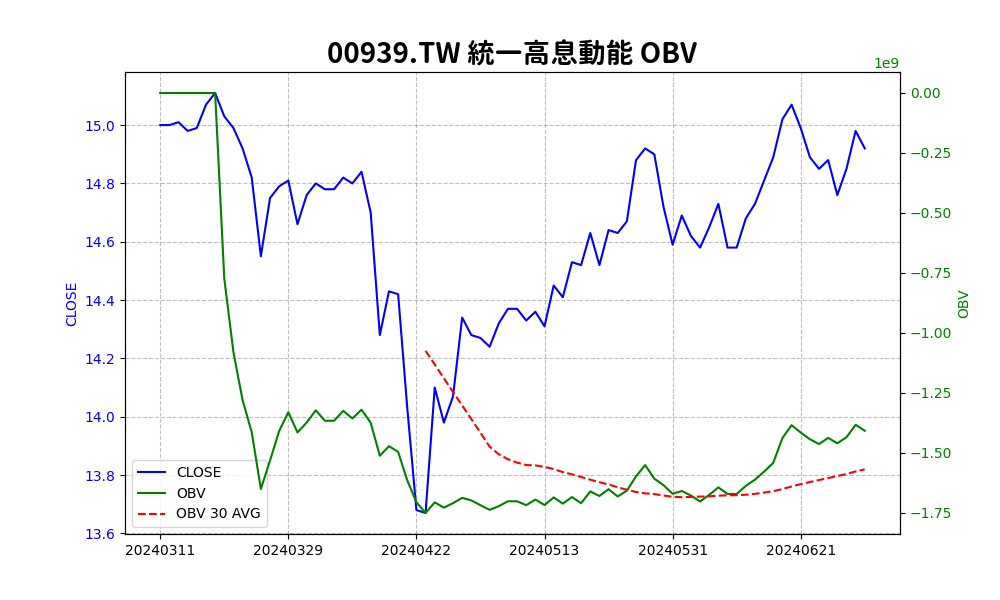 00939.TW 統一高息動能 OBV
1e9
CLOSE
15.0
14.8
14.6
14.4
14.2
14.0
13.8
13.6
0.00
−0.25
−0.50
−0.75
−1.00
−1.25
−1.50
−1.75
OBV
CLOSE
OBV
OBV 30 AVG
20240311 20240329 20240422 20240513 20240531 20240621